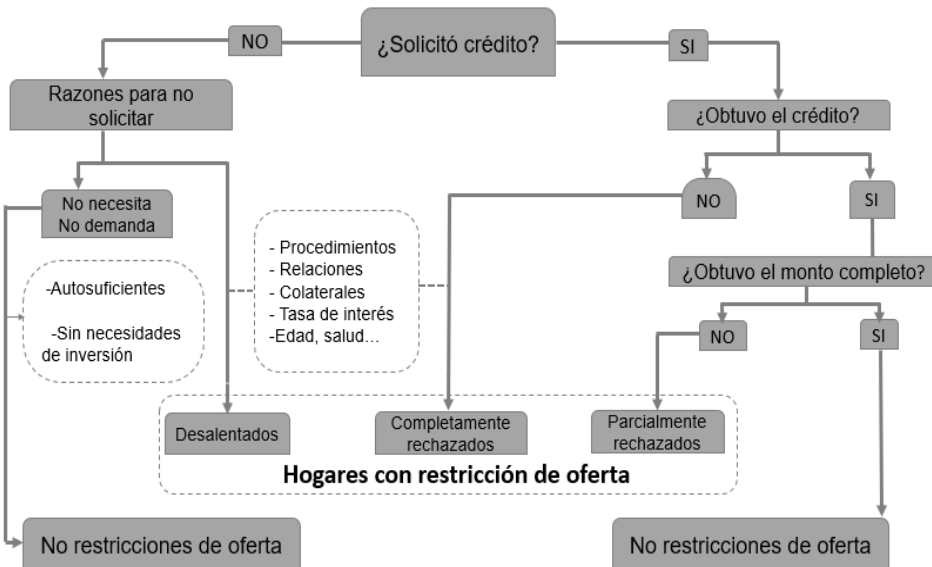 ¿Solicitó crédito?
NO
SI
Razones para no
solicitar
¿Obtuvo el crédito?
No necesita
No demanda
NO
SI
- Procedimientos
- Relaciones
- Colaterales
- Tasa de interés
-Edad, salud...
-Autosuficientes
-Sin necesidades
de inversión
¿Obtuvo el monto completo?
NO
SI
Desalentados
Completamente
rechazados
Parcialmente
rechazados
Hogares con restricción de oferta
No restricciones de oferta
No restricciones de oferta